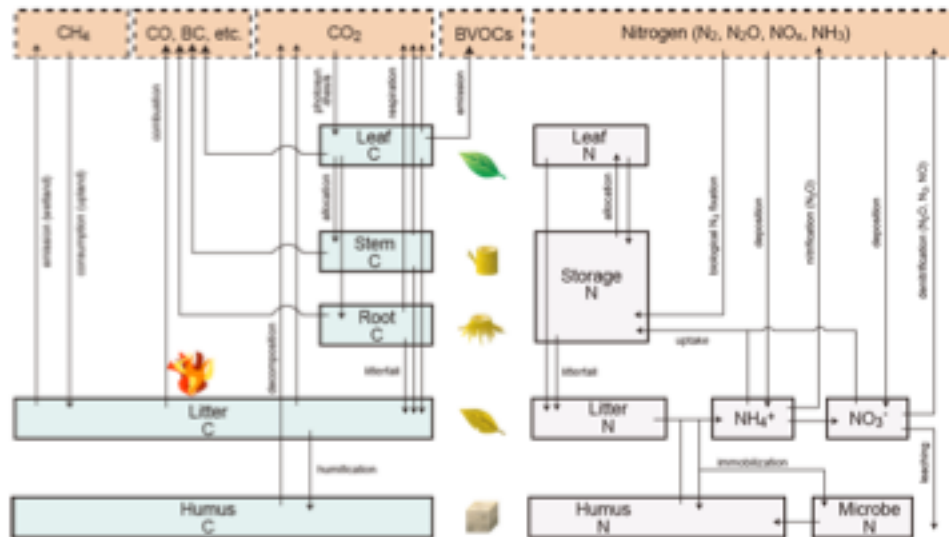 CH₄
CO, BC, etc.
CO₂
BVOCs
Nitrogen (N₂, N₂O, NOₓ, NH₃)
combustion
photosyn
thesis
respiration
emission
Leaf
C
Leaf
N
emission (wetland)
consumption (upland)
allocation
allocation
biological N₂ fixation
deposition
nitrification (N₂O)
deposition
denitrification (N₂O, N₂, NO)
Stem
C
Storage
N
Root
C
decomposition
litterfall
litterfall
uptake
Litter
C
Litter
N
NH₄⁺
NO₃⁻
humification
immobilization
leaching
Humus
C
Humus
N
Microbe
N